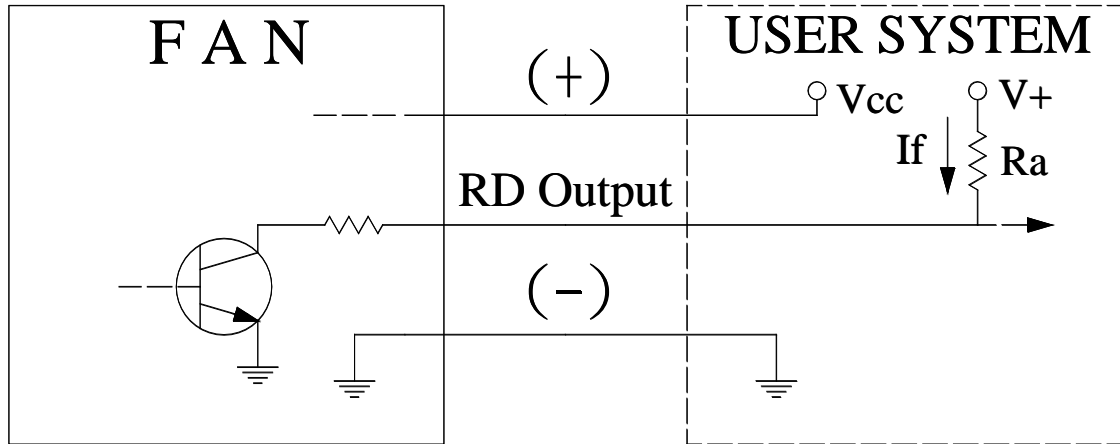 F A N
USER SYSTEM
(+)
Vcc
V+
If
Ra
RD Output
(-)